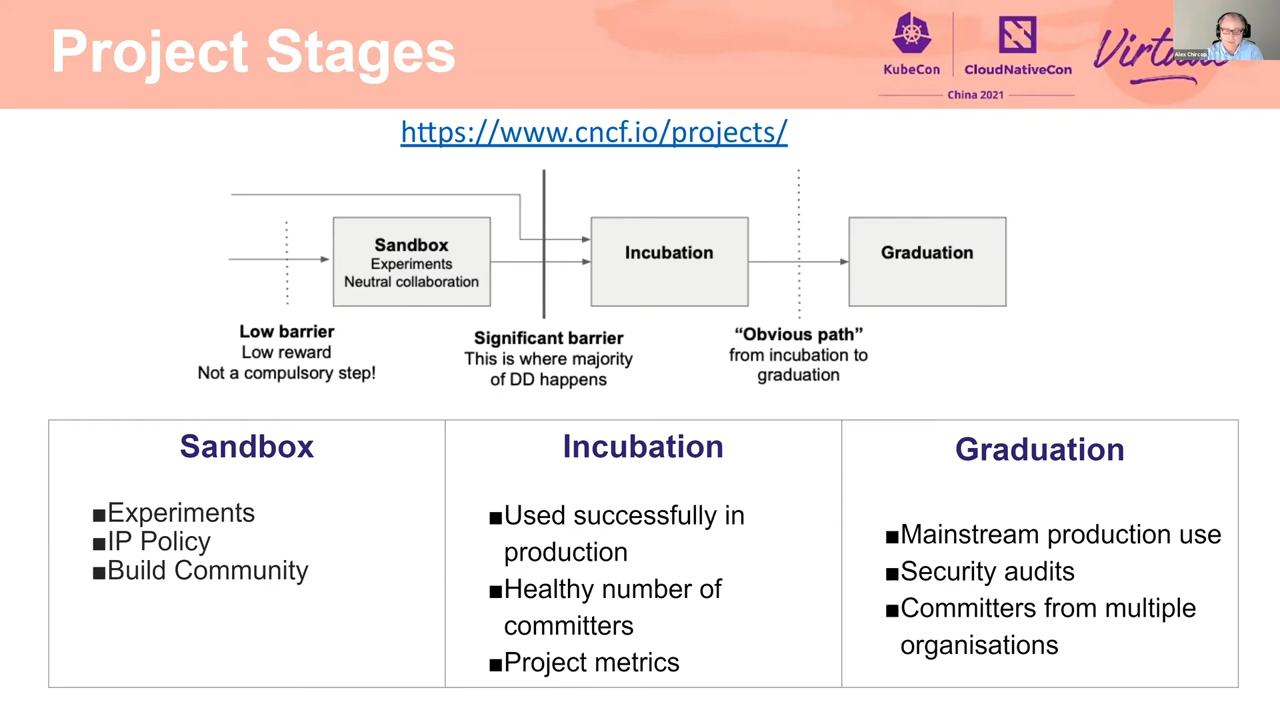 Project Stages
KubeCon
CloudNativeCon
China 2021
Virtual
Alex Chircop
https://www.cncf.io/projects/
Sandbox
Experiments
Neutral collaboration
Incubation
Graduation
Low barrier
Low reward
Not a compulsory step!
Significant barrier
This is where majority
of DD happens
“Obvious path”
from incubation to
graduation
Sandbox
■Experiments
■IP Policy
■Build Community
Incubation
■Used successfully in
production
■Healthy number of
committers
■Project metrics
Graduation
■Mainstream production use
■Security audits
■Committers from multiple
organisations